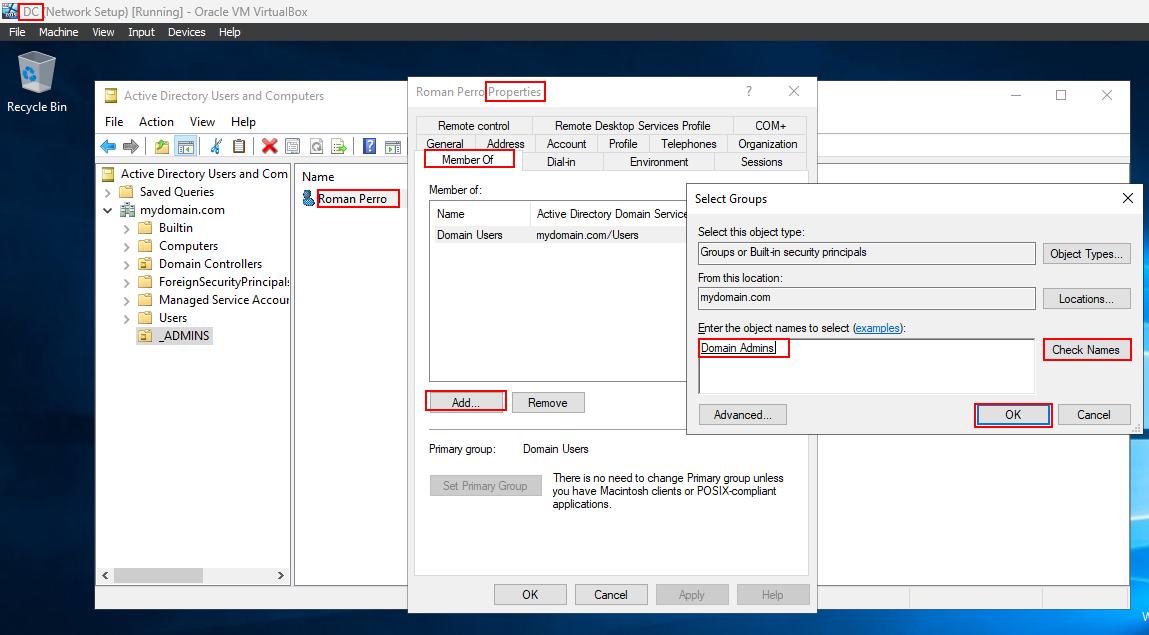 DC (Network Setup) [Running] - Oracle VM VirtualBox
File Machine View Input Devices Help
Recycle Bin
Active Directory Users and Computers
File Action View Help
Active Directory Users and Com
Saved Queries
mydomain.com
Builtin
Computers
Domain Controllers
ForeignSecurityPrincipals
Managed Service Accour
Users
_ADMINS
Name
Roman Perro
Roman Perro Properties
?
Remote control Remote Desktop Services Profile COM+
General Address Account Profile Telephones Organization
Member Of Dial-in Environment Sessions
Member of:
Name Active Directory Domain Service
Domain Users mydomain.com/Users
Add... Remove
Primary group: Domain Users
Set Primary Group
There is no need to change Primary group unless
you have Macintosh clients or POSIX-compliant
applications.
OK Cancel Apply Help
Select Groups
Select this object type:
Groups or Built-in security principals
Object Types...
From this location:
mydomain.com
Locations...
Enter the object names to select (examples):
Domain Admins
Check Names
Advanced... OK Cancel